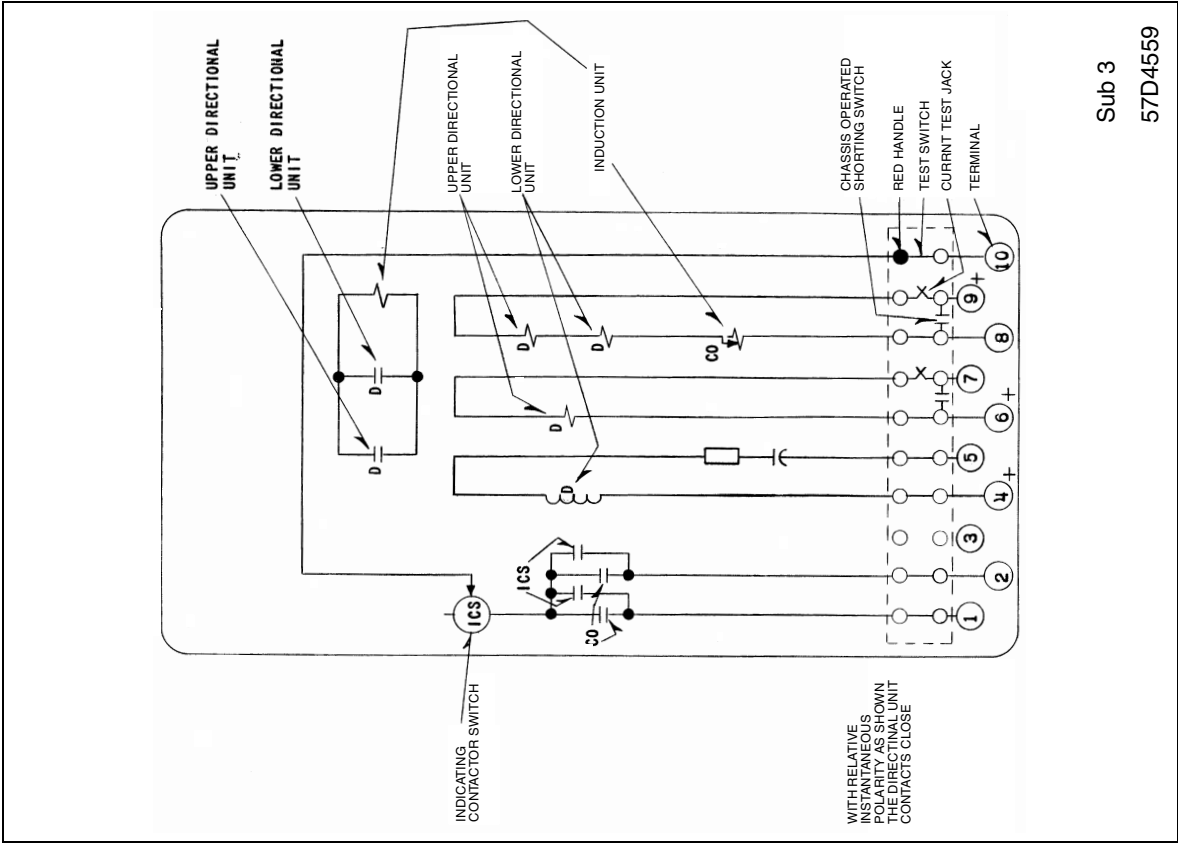 UPPER DIRECTIONAL
UNIT
LOWER DIRECTIONAL
UNIT
UPPER DIRECTIONAL
UNIT
LOWER DIRECTIONAL
UNIT
INDUCTION UNIT
CHASSIS OPERATED
SHORTING SWITCH
RED HANDLE
TEST SWITCH
CURRNT TEST JACK
TERMINAL
Sub 3
57D4559
D
D
D
D
CO
D
D
ICS
ICS
CO
10
9
+
8
7
6
+
5
4
+
3
2
1
INDICATING
CONTACTOR SWITCH
WITH RELATIVE
INSTANTANEOUS
POLARITY AS SHOWN
THE DIRECTINAL UNIT
CONTACTS CLOSE